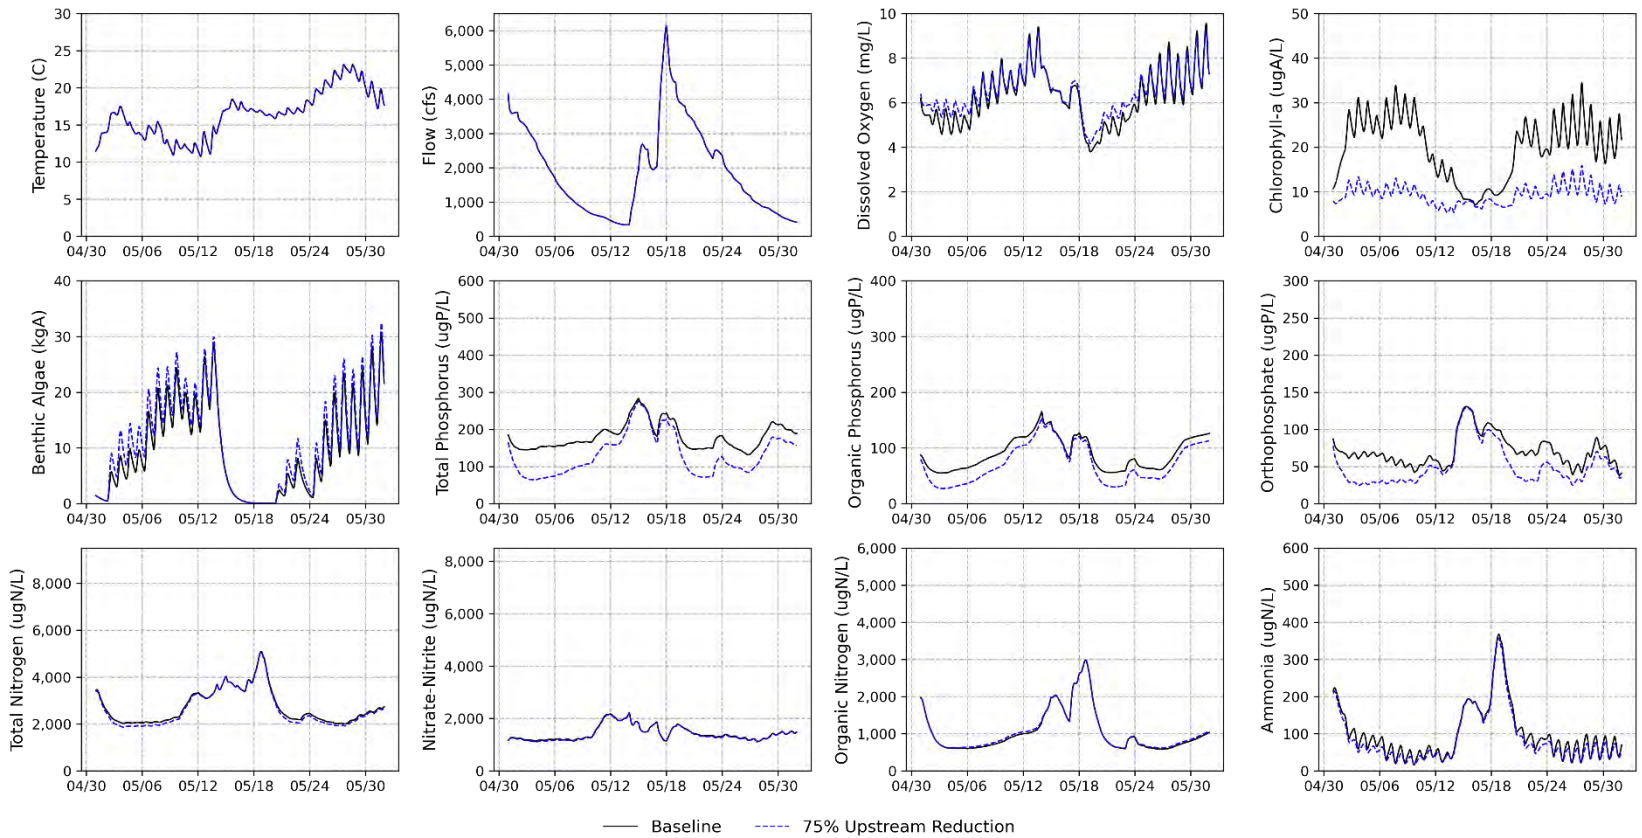 Temperature (C)
30
25
20
15
10
5
0
04/30 05/06 05/12 05/18 05/24 05/30
Flow (cfs)
6,000
5,000
4,000
3,000
2,000
1,000
0
04/30 05/06 05/12 05/18 05/24 05/30
Dissolved Oxygen (mg/L)
10
8
6
4
2
0
04/30 05/06 05/12 05/18 05/24 05/30
Chlorophyll-a (ugA/L)
50
40
30
20
10
0
04/30 05/06 05/12 05/18 05/24 05/30
Benthic Algae (kgA)
40
30
20
10
0
04/30 05/06 05/12 05/18 05/24 05/30
Total Phosphorus (ugP/L)
600
500
400
300
200
100
0
04/30 05/06 05/12 05/18 05/24 05/30
Organic Phosphorus (ugP/L)
400
300
200
100
0
04/30 05/06 05/12 05/18 05/24 05/30
Orthophosphate (ugP/L)
300
250
200
150
100
50
0
04/30 05/06 05/12 05/18 05/24 05/30
Total Nitrogen (ugN/L)
8,000
6,000
4,000
2,000
0
04/30 05/06 05/12 05/18 05/24 05/30
Nitrate-Nitrite (ugN/L)
8,000
6,000
4,000
2,000
0
04/30 05/06 05/12 05/18 05/24 05/30
Organic Nitrogen (ugN/L)
6,000
5,000
4,000
3,000
2,000
1,000
0
04/30 05/06 05/12 05/18 05/24 05/30
Ammonia (ugN/L)
600
500
400
300
200
100
0
04/30 05/06 05/12 05/18 05/24 05/30
Baseline
75% Upstream Reduction